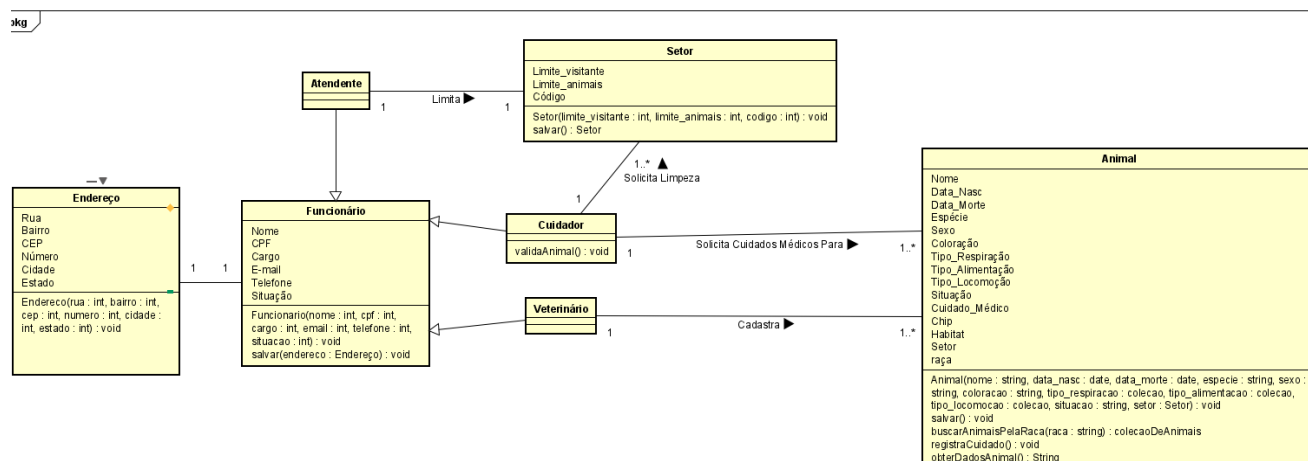 pkg
Setor
Limite_visitante
Limite_animais
Código
Setor(limite_visitante : int, limite_animais : int, codigo : int) : void
salvar() : Setor
Atendente
Limita
1
1
1..*
Solicita Limpeza
1
Endereço
Rua
Bairro
CEP
Número
Cidade
Estado
Endereco(rua : int, bairro : int,
cep : int, numero : int, cidade :
int, estado : int) : void
1
1
Funcionário
Nome
CPF
Cargo
E-mail
Telefone
Situação
Funcionario(nome : int, cpf : int,
cargo : int, email : int, telefone : int,
situacao : int) : void
salvar(endereco : Endereço) : void
Cuidador
validaAnimal() : void
1
Solicita Cuidados Médicos Para
1..*
Veterinário
1
Cadastra
1..*
Animal
Nome
Data_Nasc
Data_Morte
Espécie
Sexo
Coloração
Tipo_Respiração
Tipo_Alimentação
Tipo_Locomoção
Situação
Cuidado_Médico
Chip
Habitat
Setor
raça
Animal(nome : string, data_nasc : date, data_morte : date, especie : string, sexo :
string, coloracao : string, tipo_respiracao : colecao, tipo_alimentacao : colecao,
tipo_locomocao : colecao, situacao : string, setor : Setor) : void
salvar() : void
buscarAnimaisPelaRaca(raca : string) : colecaoDeAnimais
registraCuidado() : void
obterDadosAnimal() : String